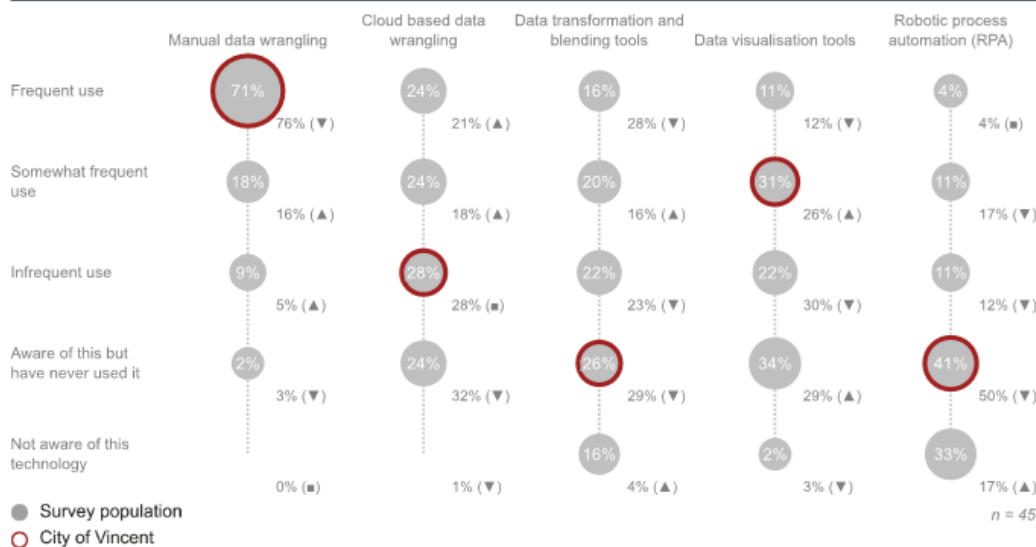 Manual data wrangling
Cloud based data
wrangling
Data transformation and
blending tools
Data visualisation tools
Robotic process
automation (RPA)
Frequent use
71%
24%
16%
11%
4%
76% (▼)
21% (▲)
28% (▼)
12% (▼)
4% (■)
Somewhat frequent
use
18%
24%
20%
31%
11%
16% (▲)
18% (▲)
16% (▲)
26% (▲)
17% (▼)
Infrequent use
9%
28%
22%
22%
11%
5% (▲)
28% (■)
23% (▼)
30% (▼)
12% (▼)
Aware of this but
have never used it
2%
24%
26%
34%
41%
3% (▼)
32% (▼)
29% (▼)
29% (▲)
50% (▼)
Not aware of this
technology
16%
2%
33%
0% (■)
1% (▼)
4% (▲)
3% (▼)
17% (▲)
n = 45
Survey population
City of Vincent